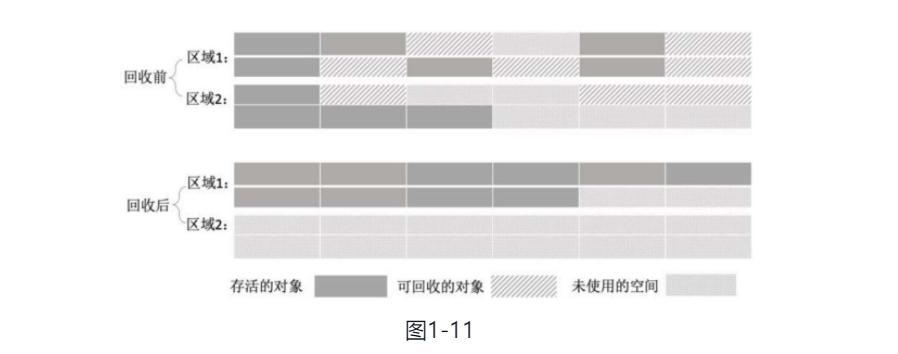 回收前
区域1:
区域2:
回收后
区域1:
区域2:
存活的对象 可回收的对象 未使用的空间
图1-11